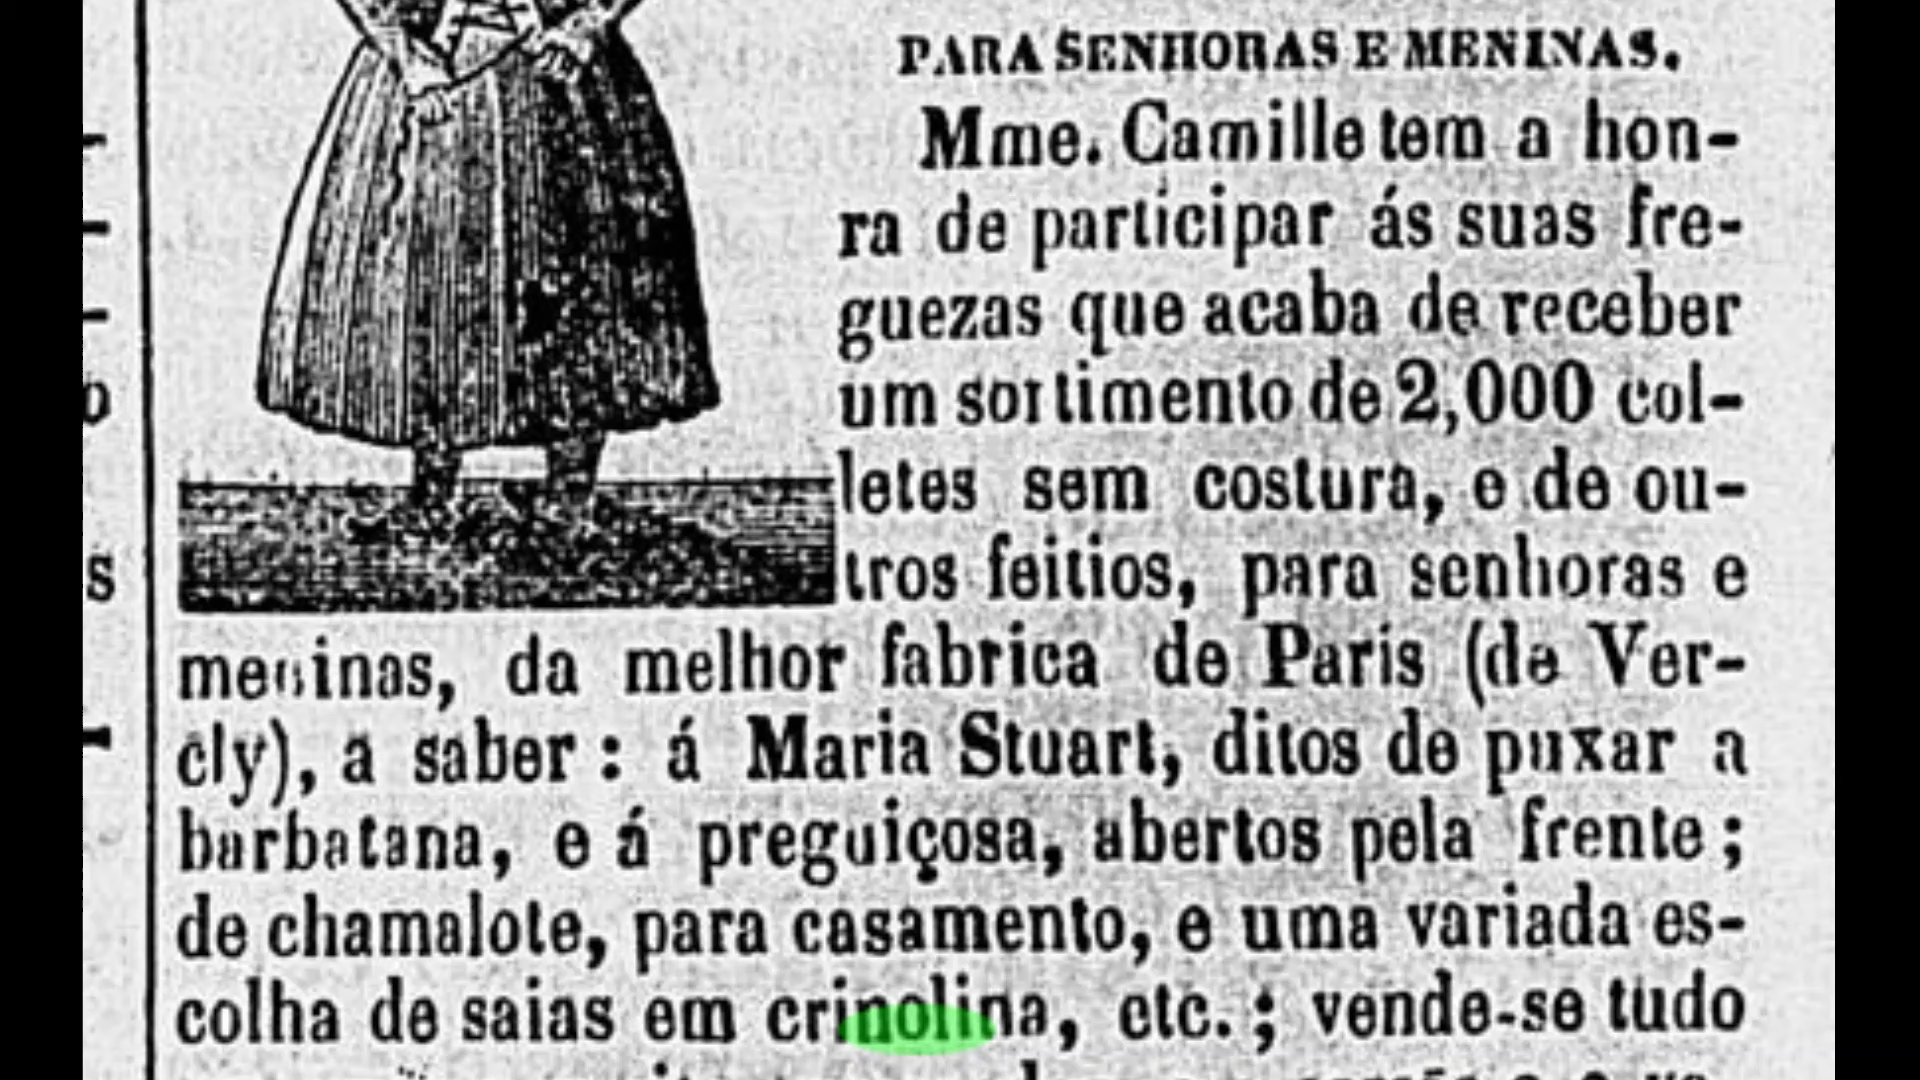 PARA SENHORAS E MENINAS.
Mme. Camille tem a hon-
ra de participar ás suas fre-
guezas que acaba de receber
um sortimento de 2,000 col-
letes sem costura, e de ou-
tros feitios, para senhoras e
meninas, da melhor fabrica de Paris (de Ver-
cly), a saber: á Maria Stuart, ditos de puxar a
barbatana, e á preguiçosa, abertos pela frente;
de chamalote, para casamento, e uma variada es-
colha de saias em crinolina, etc.; vende-se tudo